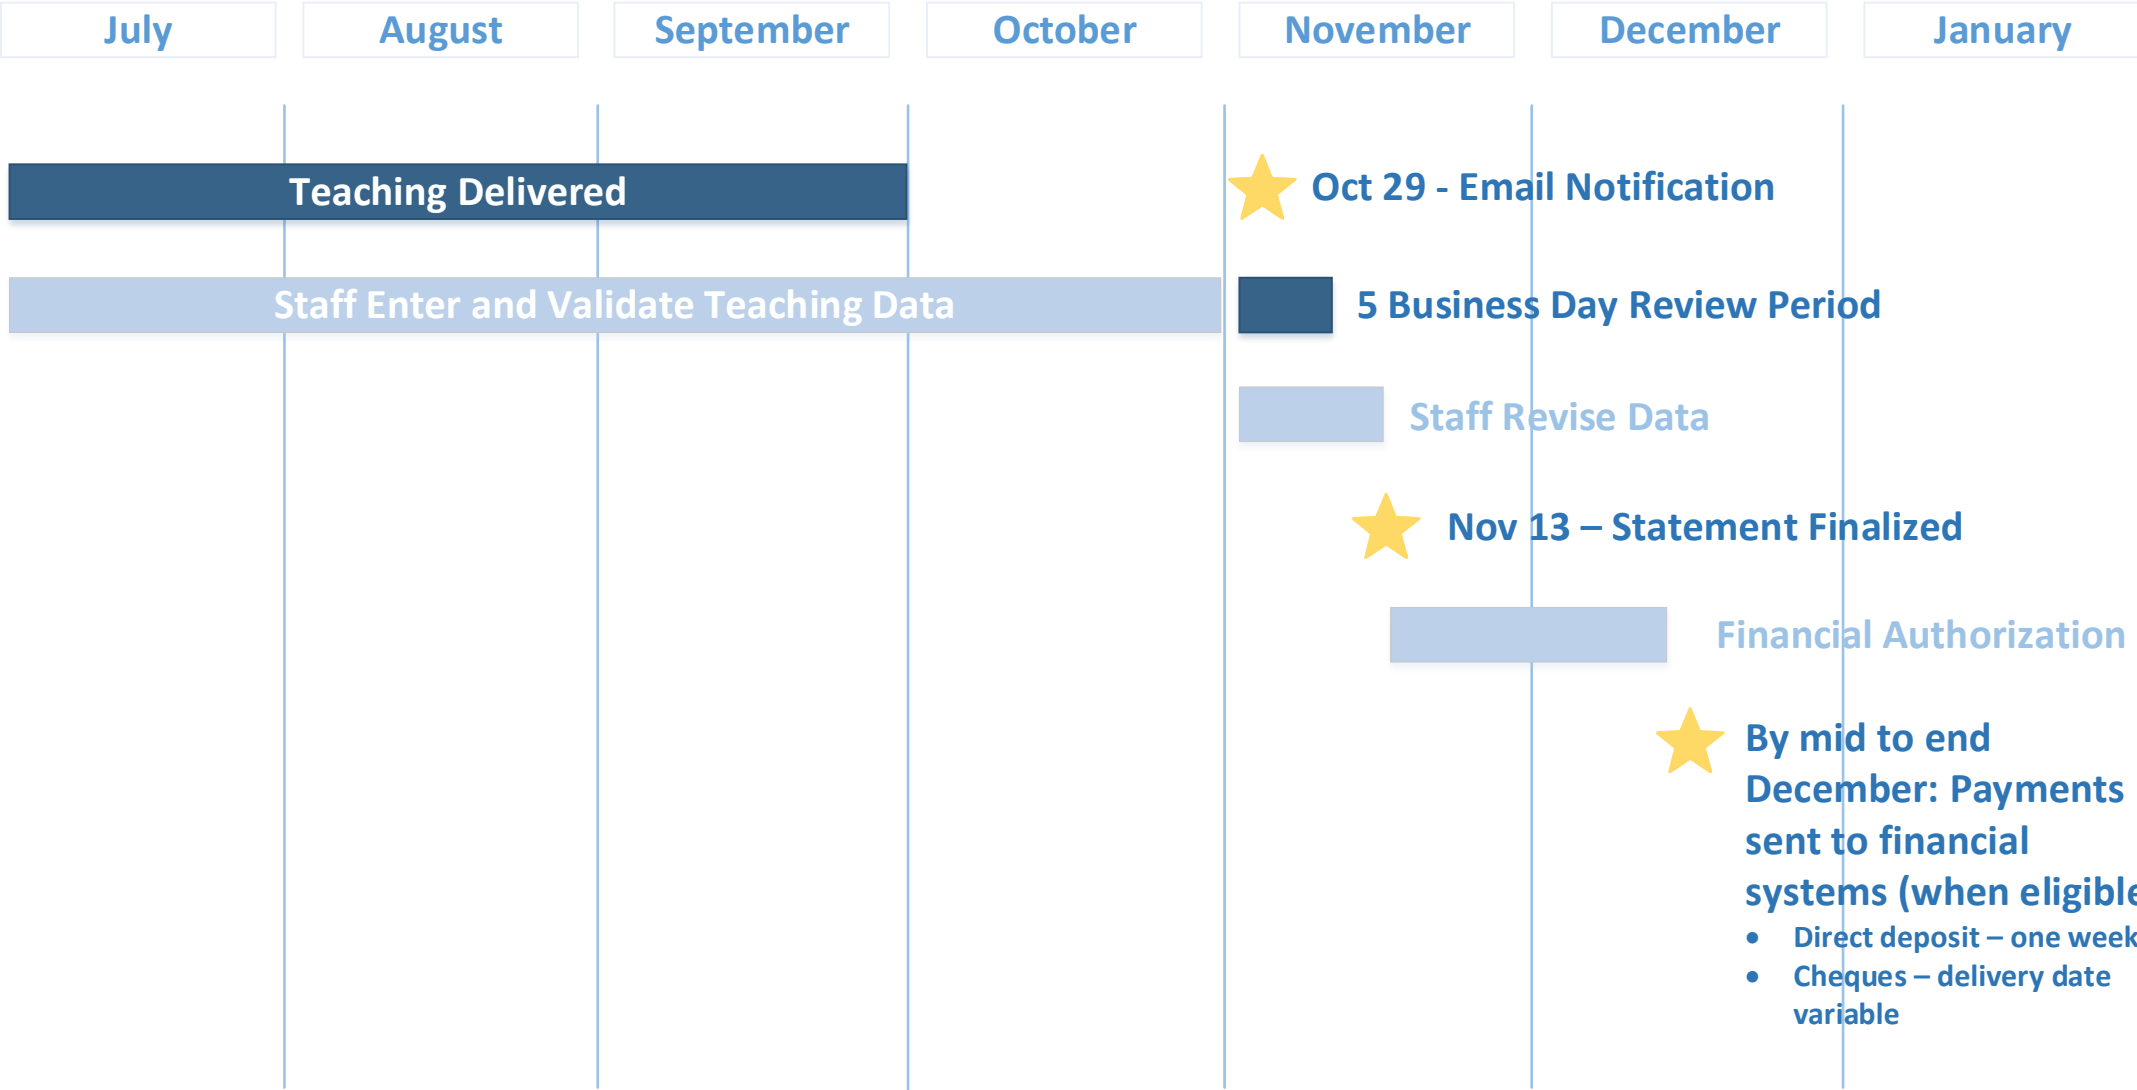 July August September October November December January
Teaching Delivered
Oct 29 - Email Notification
Staff Enter and Validate Teaching Data
5 Business Day Review Period
Staff Revise Data
Nov 13 – Statement Finalized
Financial Authorization
By mid to end
December: Payments
sent to financial
systems (when eligible
• Direct deposit – one week
• Cheques – delivery date
variable